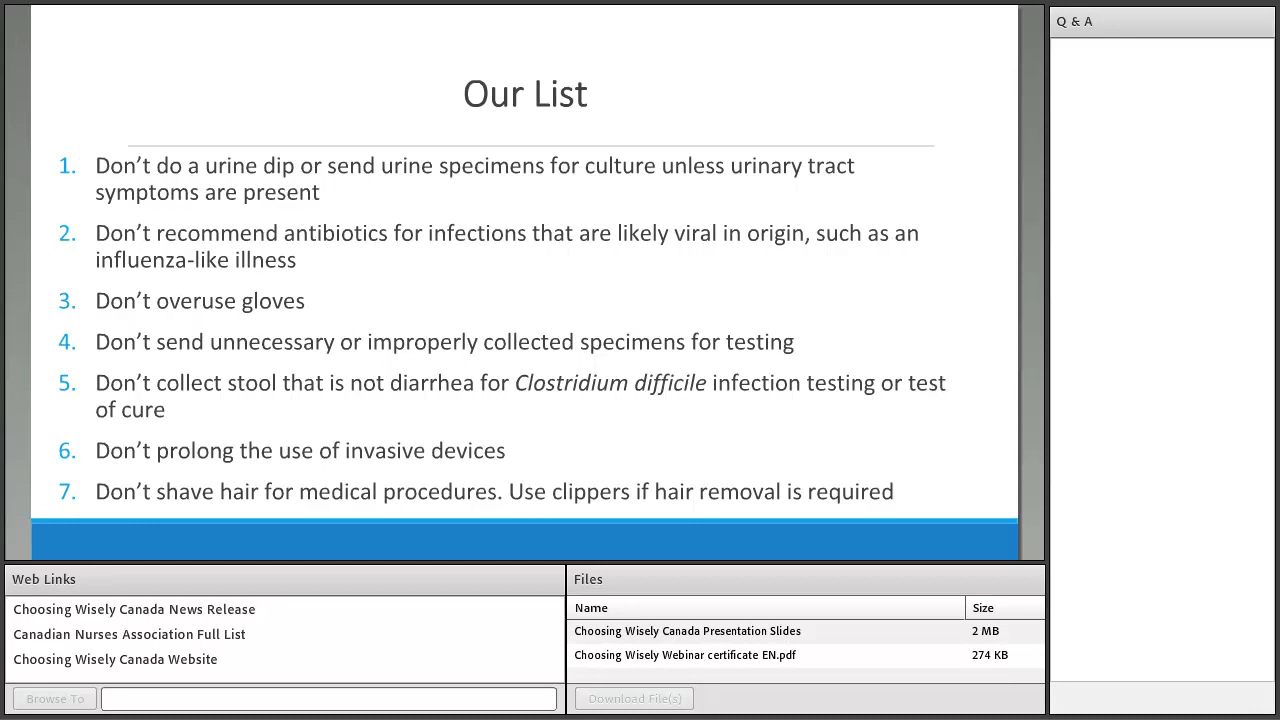 Our List
1. Don't do a urine dip or send urine specimens for culture unless urinary tract
symptoms are present
2. Don't recommend antibiotics for infections that are likely viral in origin, such as an
influenza-like illness
3. Don't overuse gloves
4. Don't send unnecessary or improperly collected specimens for testing
5. Don't collect stool that is not diarrhea for Clostridium difficile infection testing or test
of cure
6. Don't prolong the use of invasive devices
7. Don't shave hair for medical procedures. Use clippers if hair removal is required
Q & A
Web Links
Choosing Wisely Canada News Release
Canadian Nurses Association Full List
Choosing Wisely Canada Website
Browse To
Files
Name Size
Choosing Wisely Canada Presentation Slides 2 MB
Choosing Wisely Webinar certificate EN.pdf 274 KB
Download File(s)